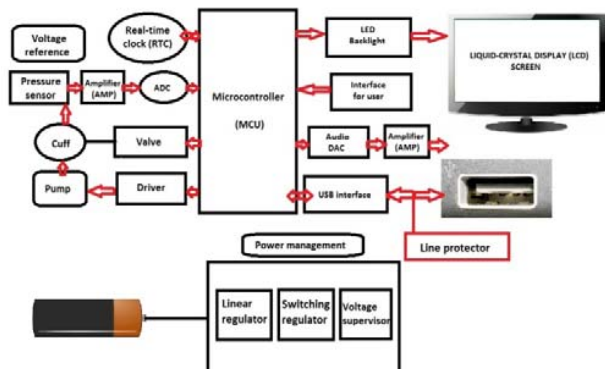 Voltage
reference
Real-time
clock (RTC)
Pressure
sensor
Amplifier
(AMP)
ADC
Cuff
Valve
Pump
Driver
Microcontroller
(MCU)
LED
Backlight
LIQUID-CRYSTAL DISPLAY (LCD)
SCREEN
Interface
for user
Audio
DAC
Amplifier
(AMP)
USB interface
Line protector
Power management
Linear
regulator
Switching
regulator
Voltage
supervisor